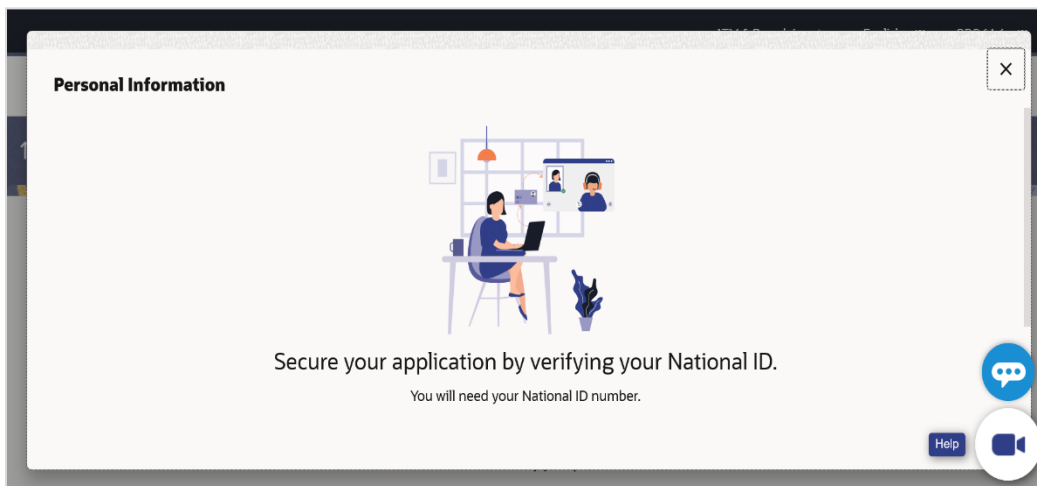 Personal Information
Secure your application by verifying your National ID.
You will need your National ID number.
Help